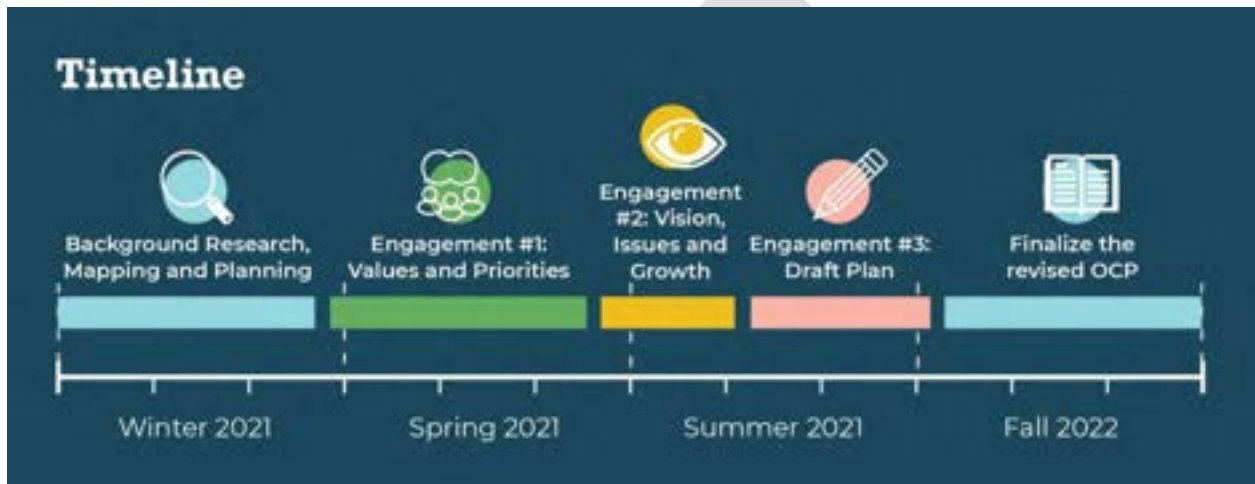 Timeline
Background Research,
Mapping and Planning
Engagement #1:
Values and Priorities
Engagement
#2: Vision,
Issues and
Growth
Engagement #3:
Draft Plan
Finalize the
revised OCP
Winter 2021
Spring 2021
Summer 2021
Fall 2022